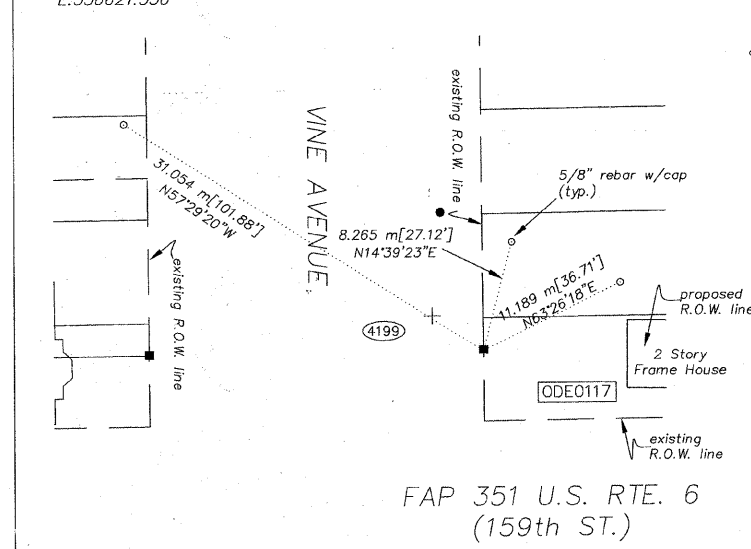 VINE AVENUE
existing R.O.W. line
5/8" rebar w/cap
(typ.)
31.054 m[101.88']
N57°29'20"W
8.265 m[27.12']
N14°39'23"E
11.189 m[36.71']
N63°26'18"E
existing R.O.W. line
proposed
R.O.W. line
4199
2 Story
Frame House
ODE0117
existing
R.O.W. line
FAP 351 U.S. RTE. 6
(159th ST.)